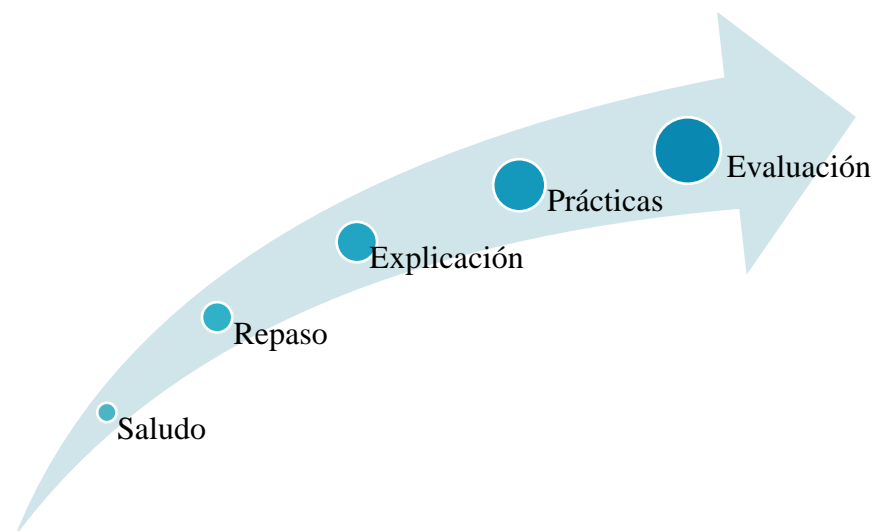 Saludo
Repaso
Explicación
Prácticas
Evaluación